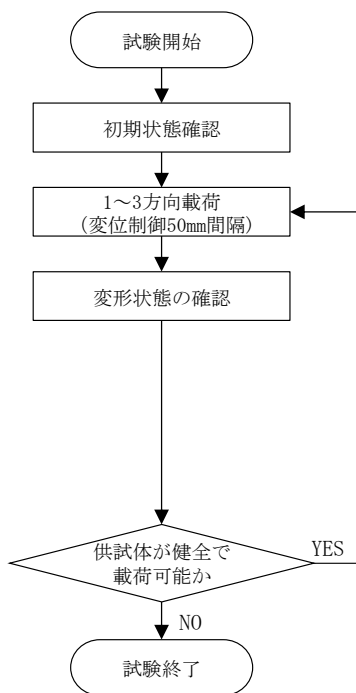 試験開始
初期状態確認
1～3方向載荷
(変位制御50mm間隔)
変形状態の確認
供試体が健全で
載荷可能か
YES
NO
試験終了